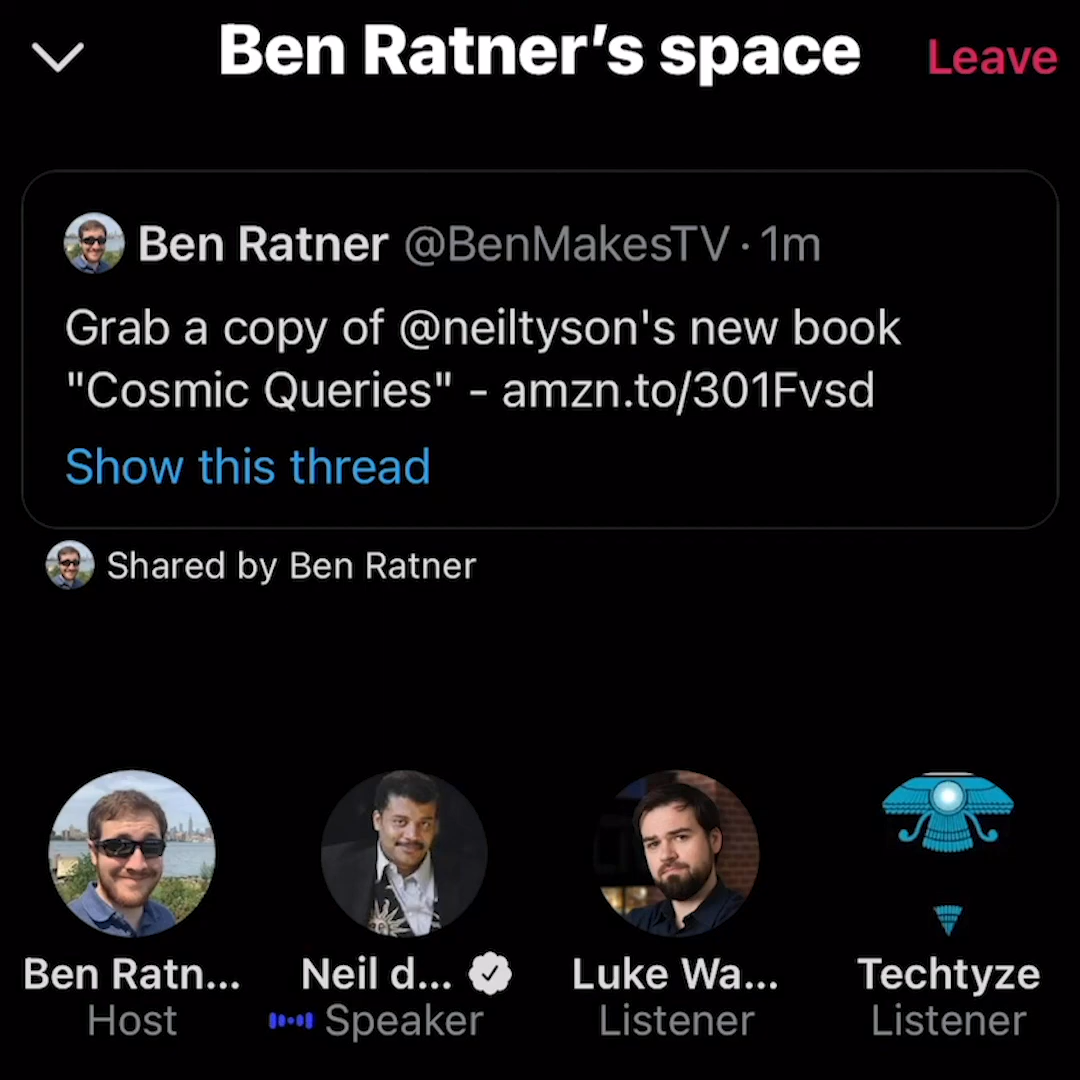 Ben Ratner’s space
Leave
Ben Ratner @BenMakesTV · 1m
Grab a copy of @neiltyson's new book
"Cosmic Queries" - amzn.to/301Fvsd
Show this thread
Shared by Ben Ratner
Ben Ratn...
Neil d...
Luke Wa...
Techtyze
Host
Speaker
Listener
Listener